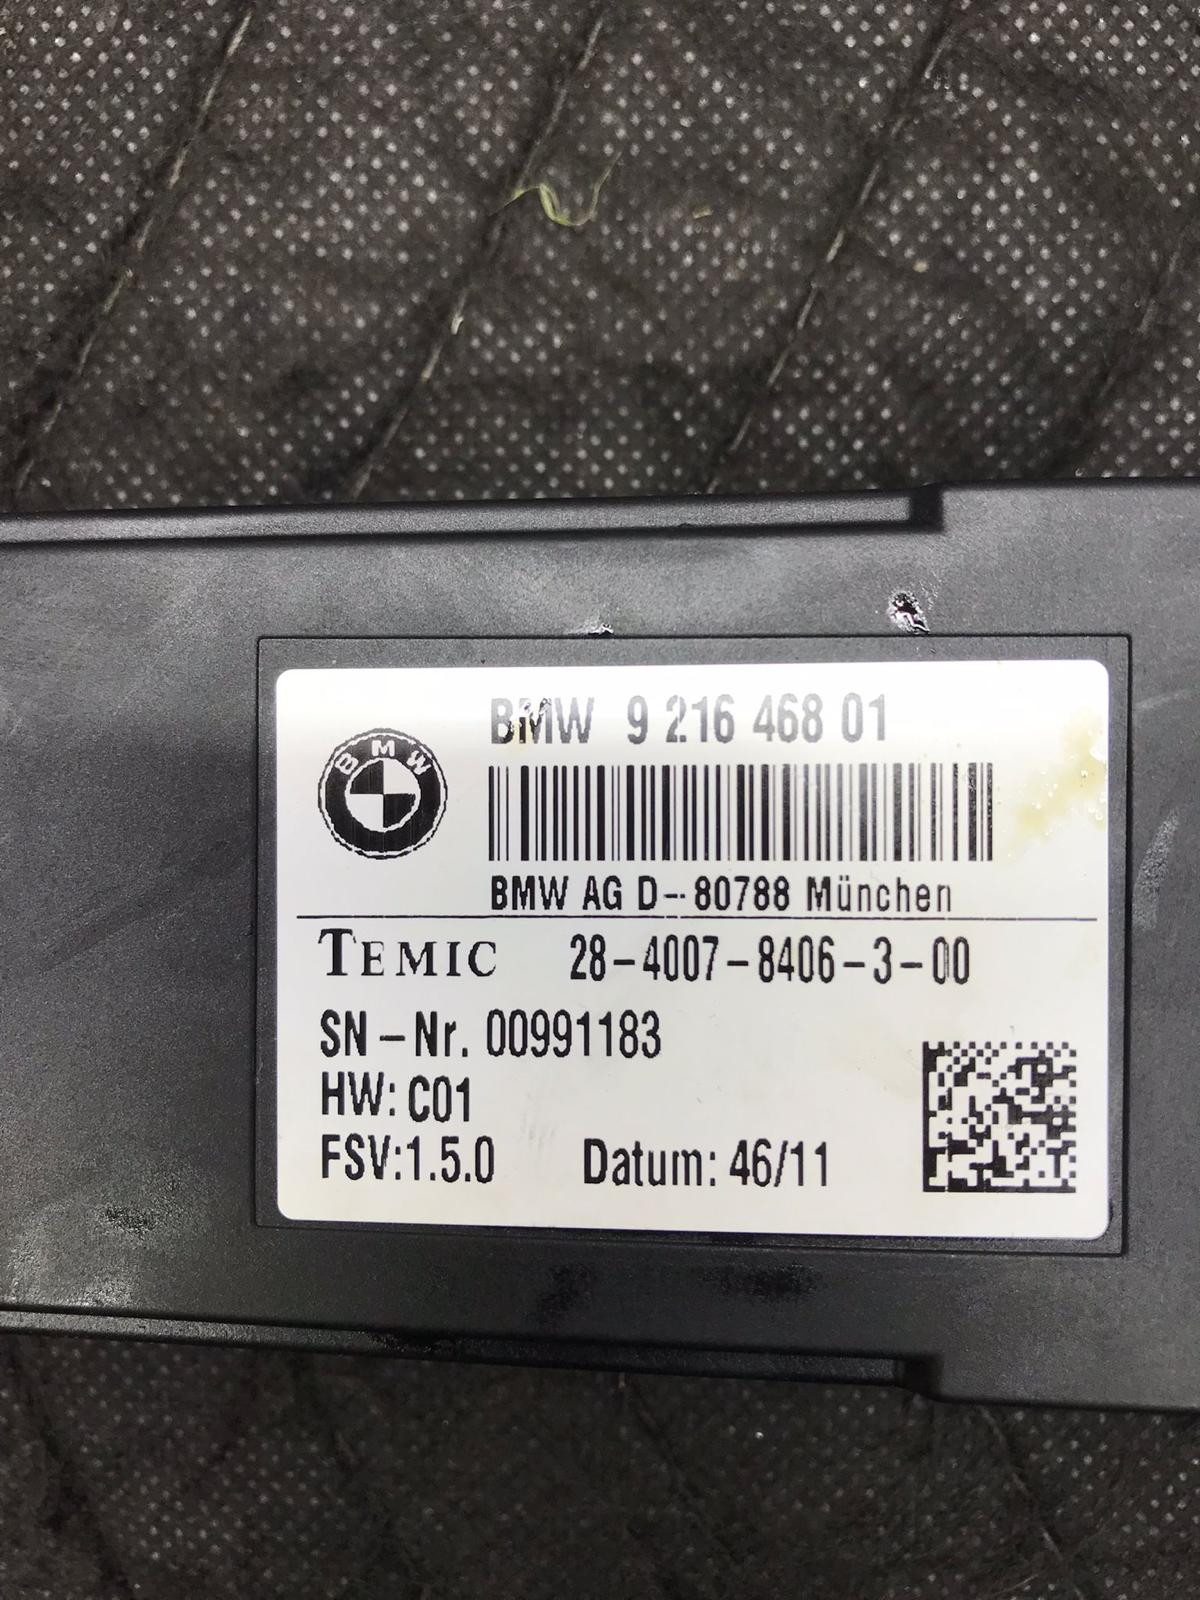 BMW 9 216 468 01
BMW
BMW AG D--80788 München
TEMIC 28-4007-8406-3-00
SN-Nr. 00991183
HW: C01
FSV:1.5.0 Datum: 46/11